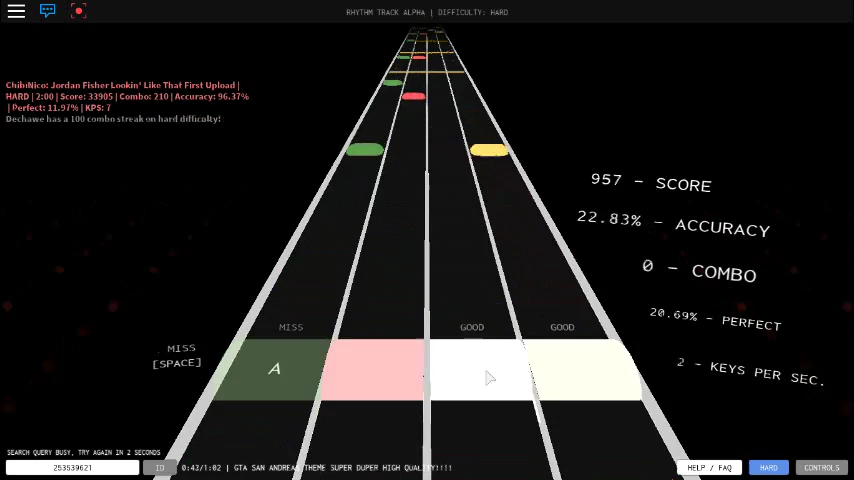 RHYTHM TRACK ALPHA | DIFFICULTY: HARD
ChibiNico: Jordan Fisher Lookin' Like That First Upload |
HARD | 2:00 | Score: 33905 | Combo: 210 | Accuracy: 96.37%
| Perfect: 11.97% | KPS: 7
Dechawe has a 100 combo streak on hard difficulty!
957 - SCORE
22.83% - ACCURACY
0 - COMBO
20.69% - PERFECT
2 - KEYS PER SEC.
MISS
GOOD
GOOD
MISS
[SPACE]
A
SEARCH QUERY BUSY, TRY AGAIN IN 2 SECONDS
253539621
ID
0:43/1:02 | GTA SAN ANDREAS THEME SUPER DUPER HIGH QUALITY!!!!
HELP / FAQ
HARD
CONTROLS